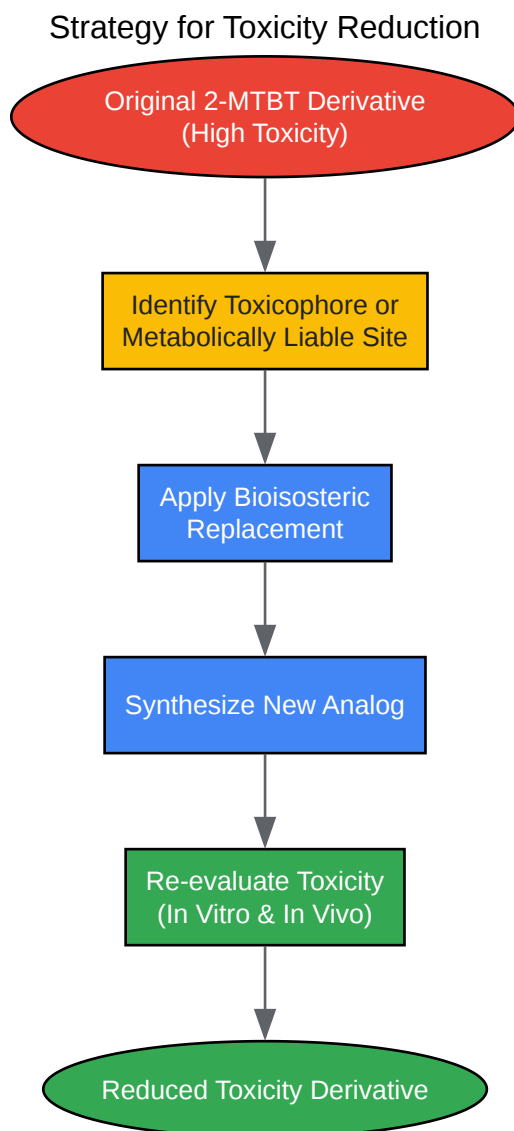 Strategy for Toxicity Reduction
Original 2-MTBT Derivative
(High Toxicity)
Identify Toxicophore or
Metabolically Liable Site
Apply Bioisosteric
Replacement
Synthesize New Analog
Re-evaluate Toxicity
(In Vitro & In Vivo)
Reduced Toxicity Derivative